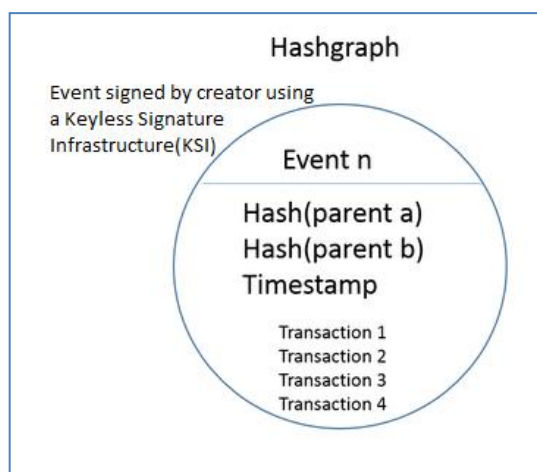 Hashgraph
Event signed by creator using
a Keyless Signature
Infrastructure(KSI)
Event n
Hash(parent a)
Hash(parent b)
Timestamp
Transaction 1
Transaction 2
Transaction 3
Transaction 4